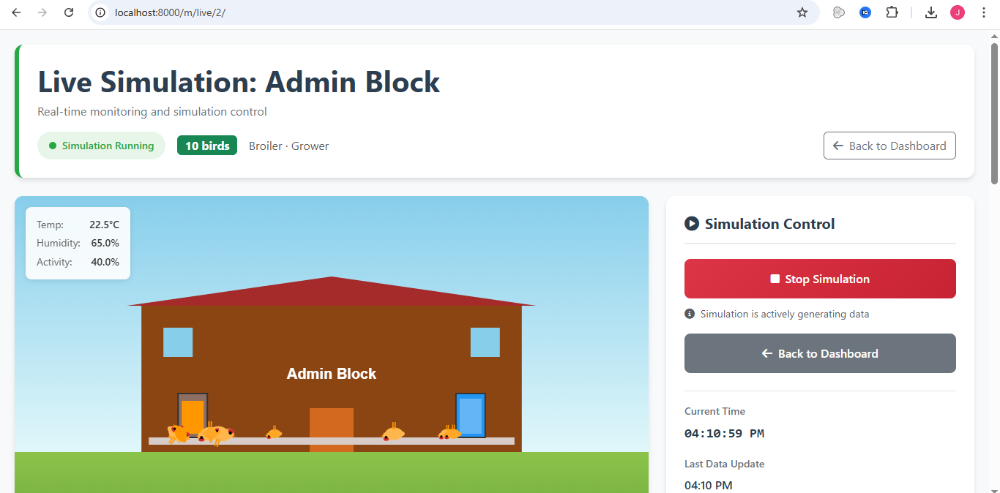 localhost:8000/m/live/2/
J
Live Simulation: Admin Block
Real-time monitoring and simulation control
Simulation Running
10 birds
Broiler · Grower
Back to Dashboard
Temp: 22.5°C
Humidity: 65.0%
Activity: 40.0%
Admin Block
Simulation Control
Stop Simulation
Simulation is actively generating data
Back to Dashboard
Current Time
04:10:59 PM
Last Data Update
04:10 PM